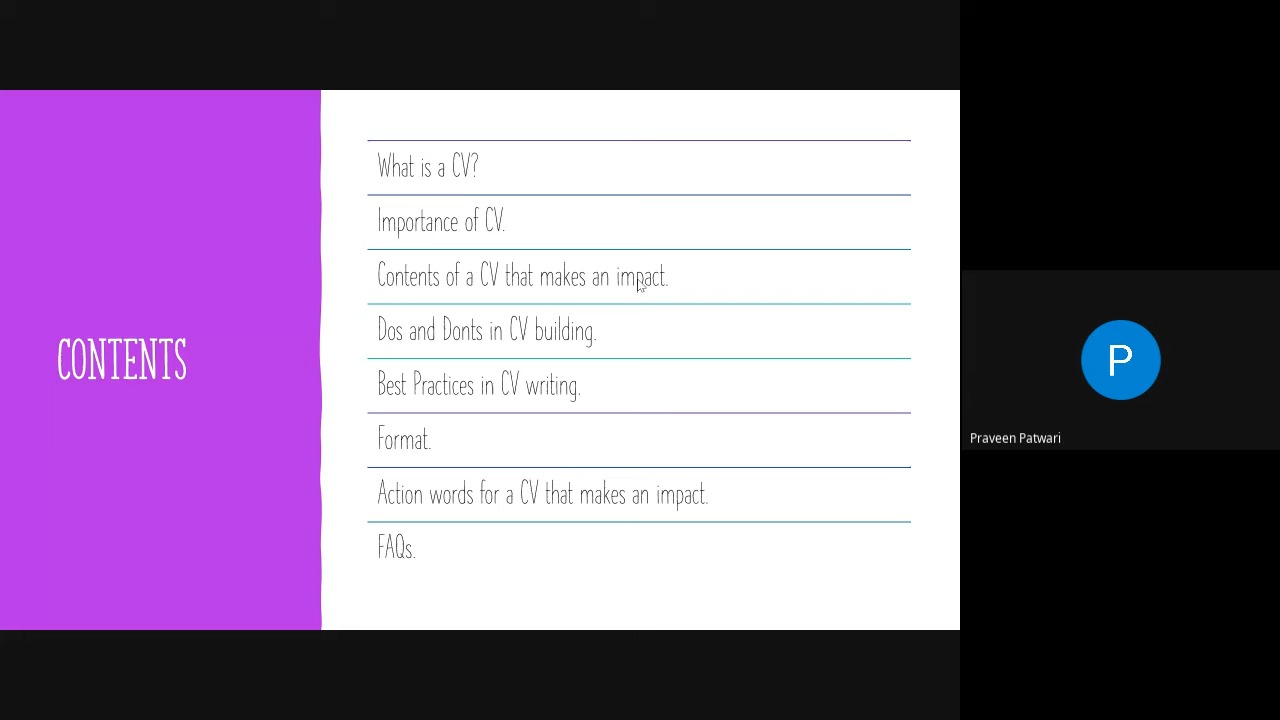 CONTENTS
What is a CV?
Importance of CV.
Contents of a CV that makes an impact.
Dos and Donts in CV building.
Best Practices in CV writing.
Format.
Action words for a CV that makes an impact.
FAQs.
P
Praveen Patwari